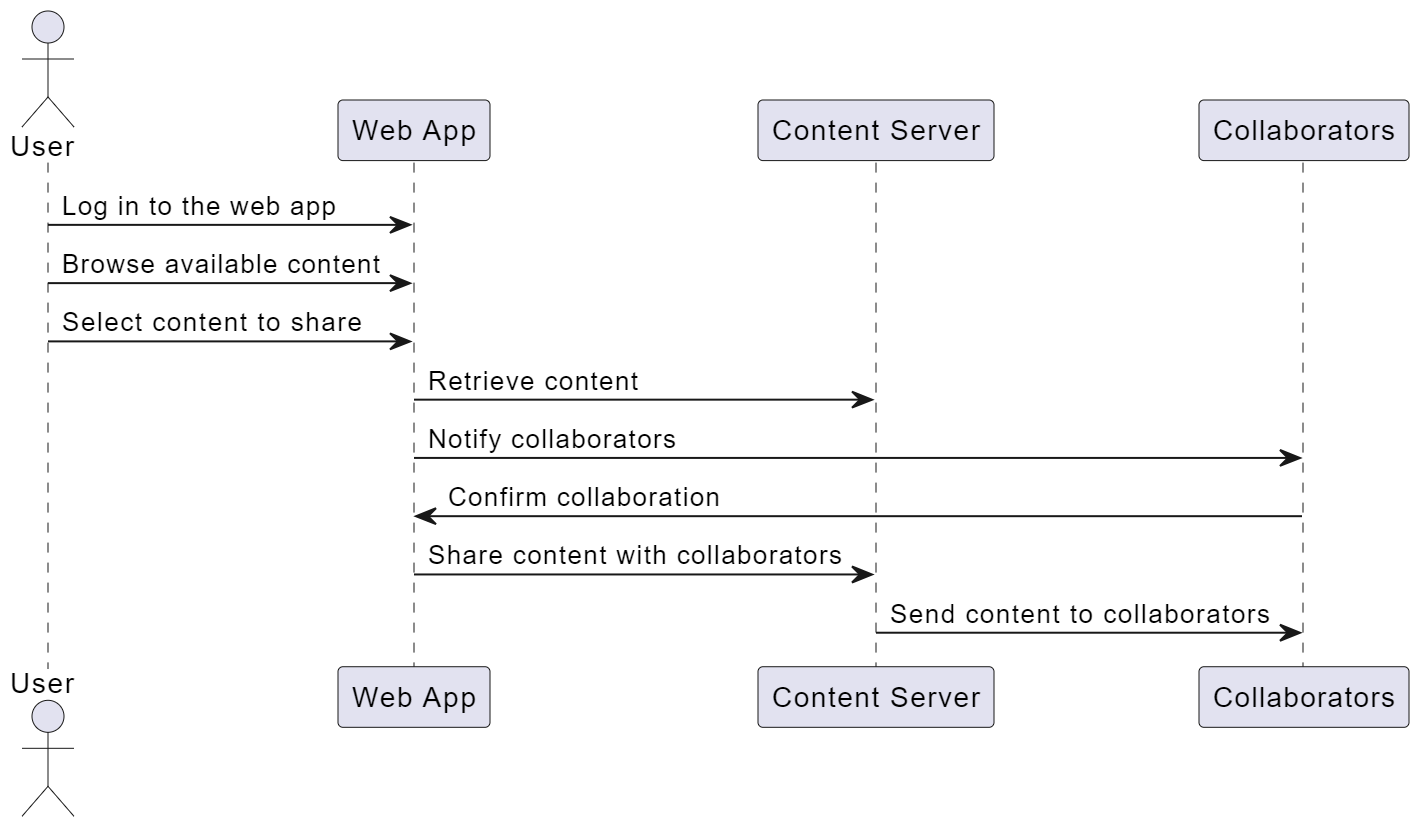 User
Web App
Content Server
Collaborators
Log in to the web app
Browse available content
Select content to share
Retrieve content
Notify collaborators
Confirm collaboration
Share content with collaborators
Send content to collaborators
User
Web App
Content Server
Collaborators